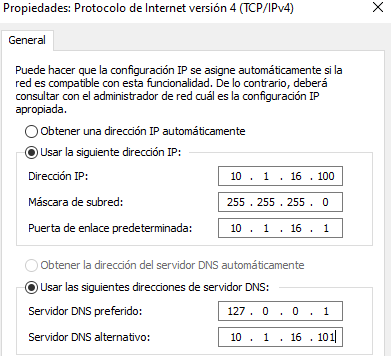 Propiedades: Protocolo de Internet versión 4 (TCP/IPv4)
General
Puede hacer que la configuración IP se asigne automáticamente si la
red es compatible con esta funcionalidad. De lo contrario, deberá
consultar con el administrador de red cuál es la configuración IP
apropiada.
Obtener una dirección IP automáticamente
Usar la siguiente dirección IP:
Dirección IP: 10 . 1 . 16 . 100
Máscara de subred: 255 . 255 . 255 . 0
Puerta de enlace predeterminada: 10 . 1 . 16 . 1
Obtener la dirección del servidor DNS automáticamente
Usar las siguientes direcciones de servidor DNS:
Servidor DNS preferido: 127 . 0 . 0 . 1
Servidor DNS alternativo: 10 . 1 . 16 . 101